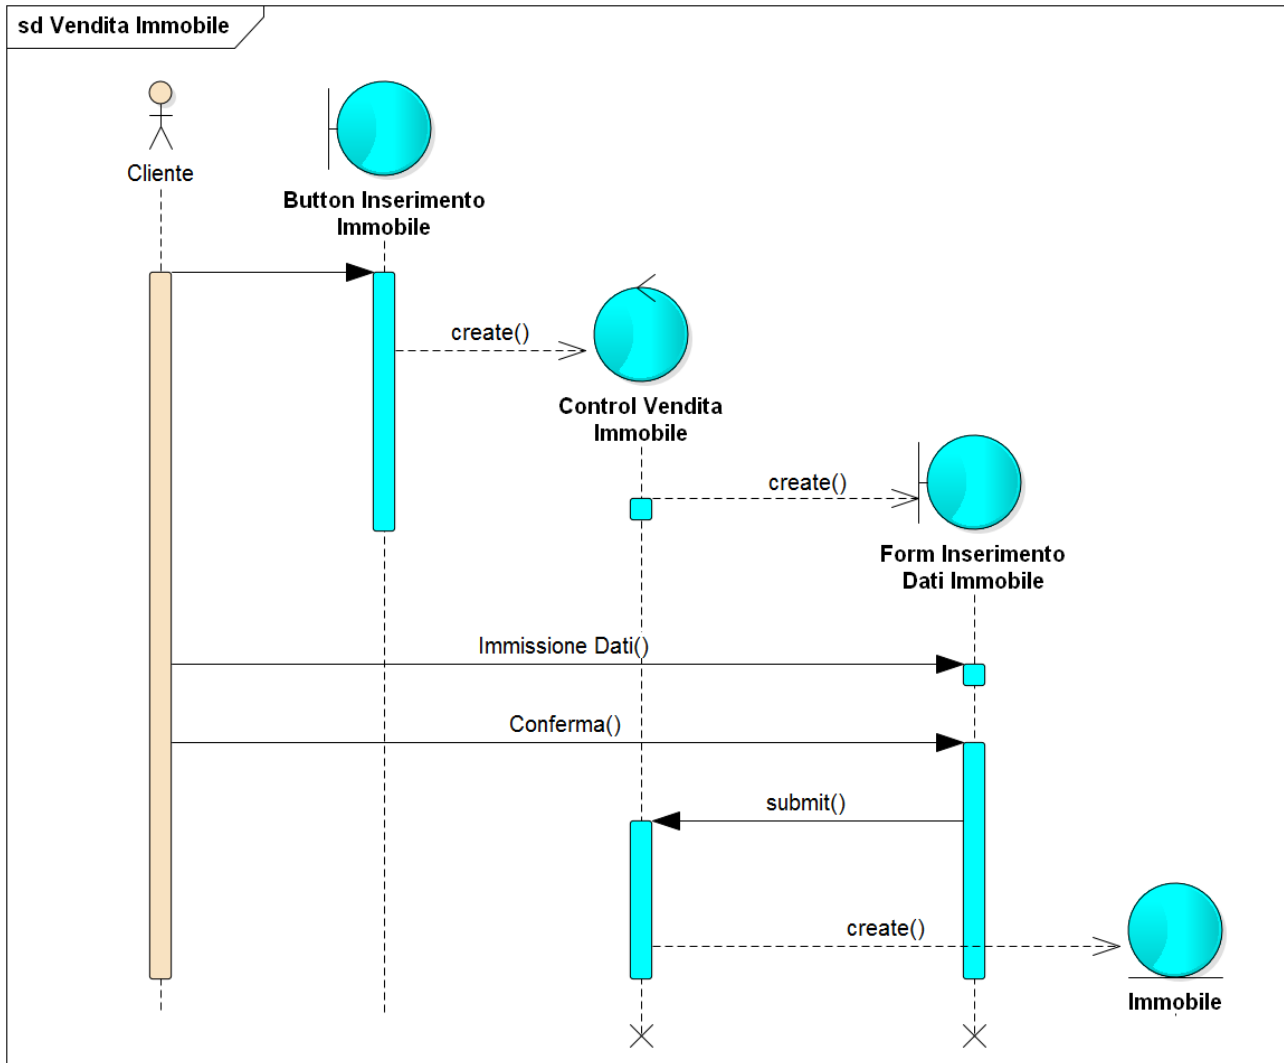 sd Vendita Immobile
Cliente
Button Inserimento
Immobile
create()
Control Vendita
Immobile
create()
Form Inserimento
Dati Immobile
Immissione Dati()
Conferma()
submit()
create()
Immobile